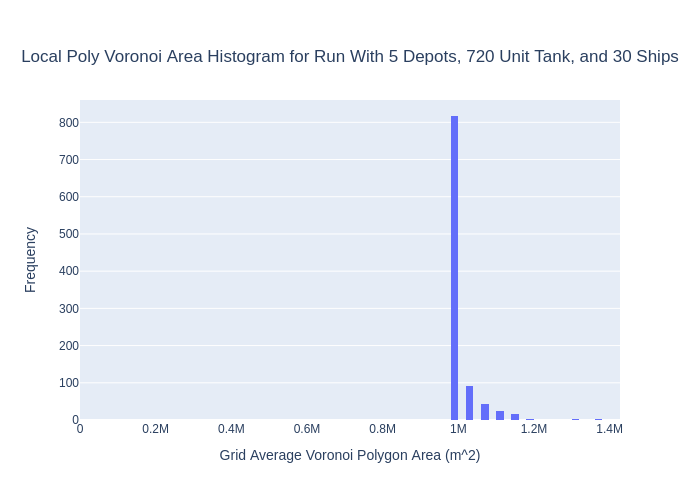 Local Poly Voronoi Area Histogram for Run With 5 Depots, 720 Unit Tank, and 30 Ships
800
700
600
500
400
300
200
100
0
Frequency
0 0.2M 0.4M 0.6M 0.8M 1M 1.2M 1.4M
Grid Average Voronoi Polygon Area (m^2)